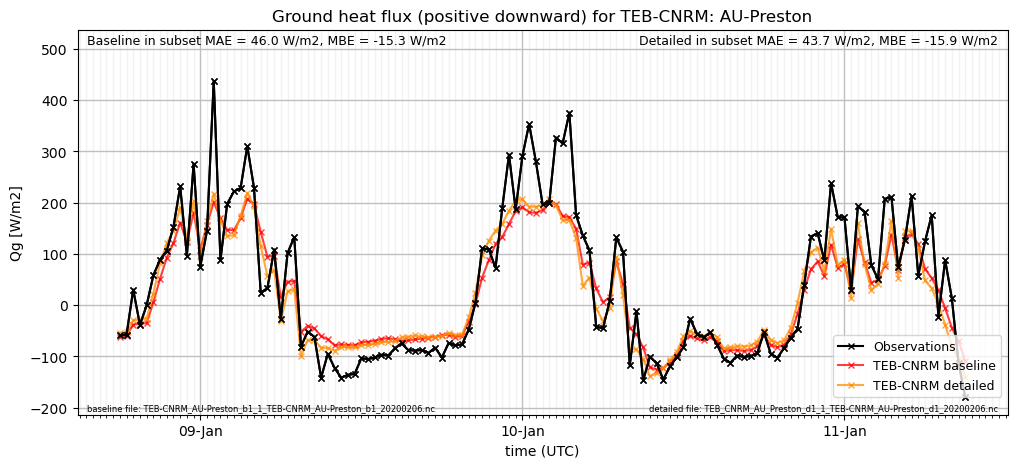 Ground heat flux (positive downward) for TEB-CNRM: AU-Preston
Baseline in subset MAE = 46.0 W/m2, MBE = -15.3 W/m2
Detailed in subset MAE = 43.7 W/m2, MBE = -15.9 W/m2
500
400
300
200
100
0
−100
−200
Qg [W/m2]
Observations
TEB-CNRM baseline
TEB-CNRM detailed
baseline file: TEB-CNRM_AU-Preston_b1_1_TEB-CNRM_AU-Preston_b1_20200206.nc
detailed file: TEB_CNRM_AU_Preston_d1_1_TEB-CNRM_AU-Preston_d1_20200206.nc
09-Jan
10-Jan
11-Jan
time (UTC)